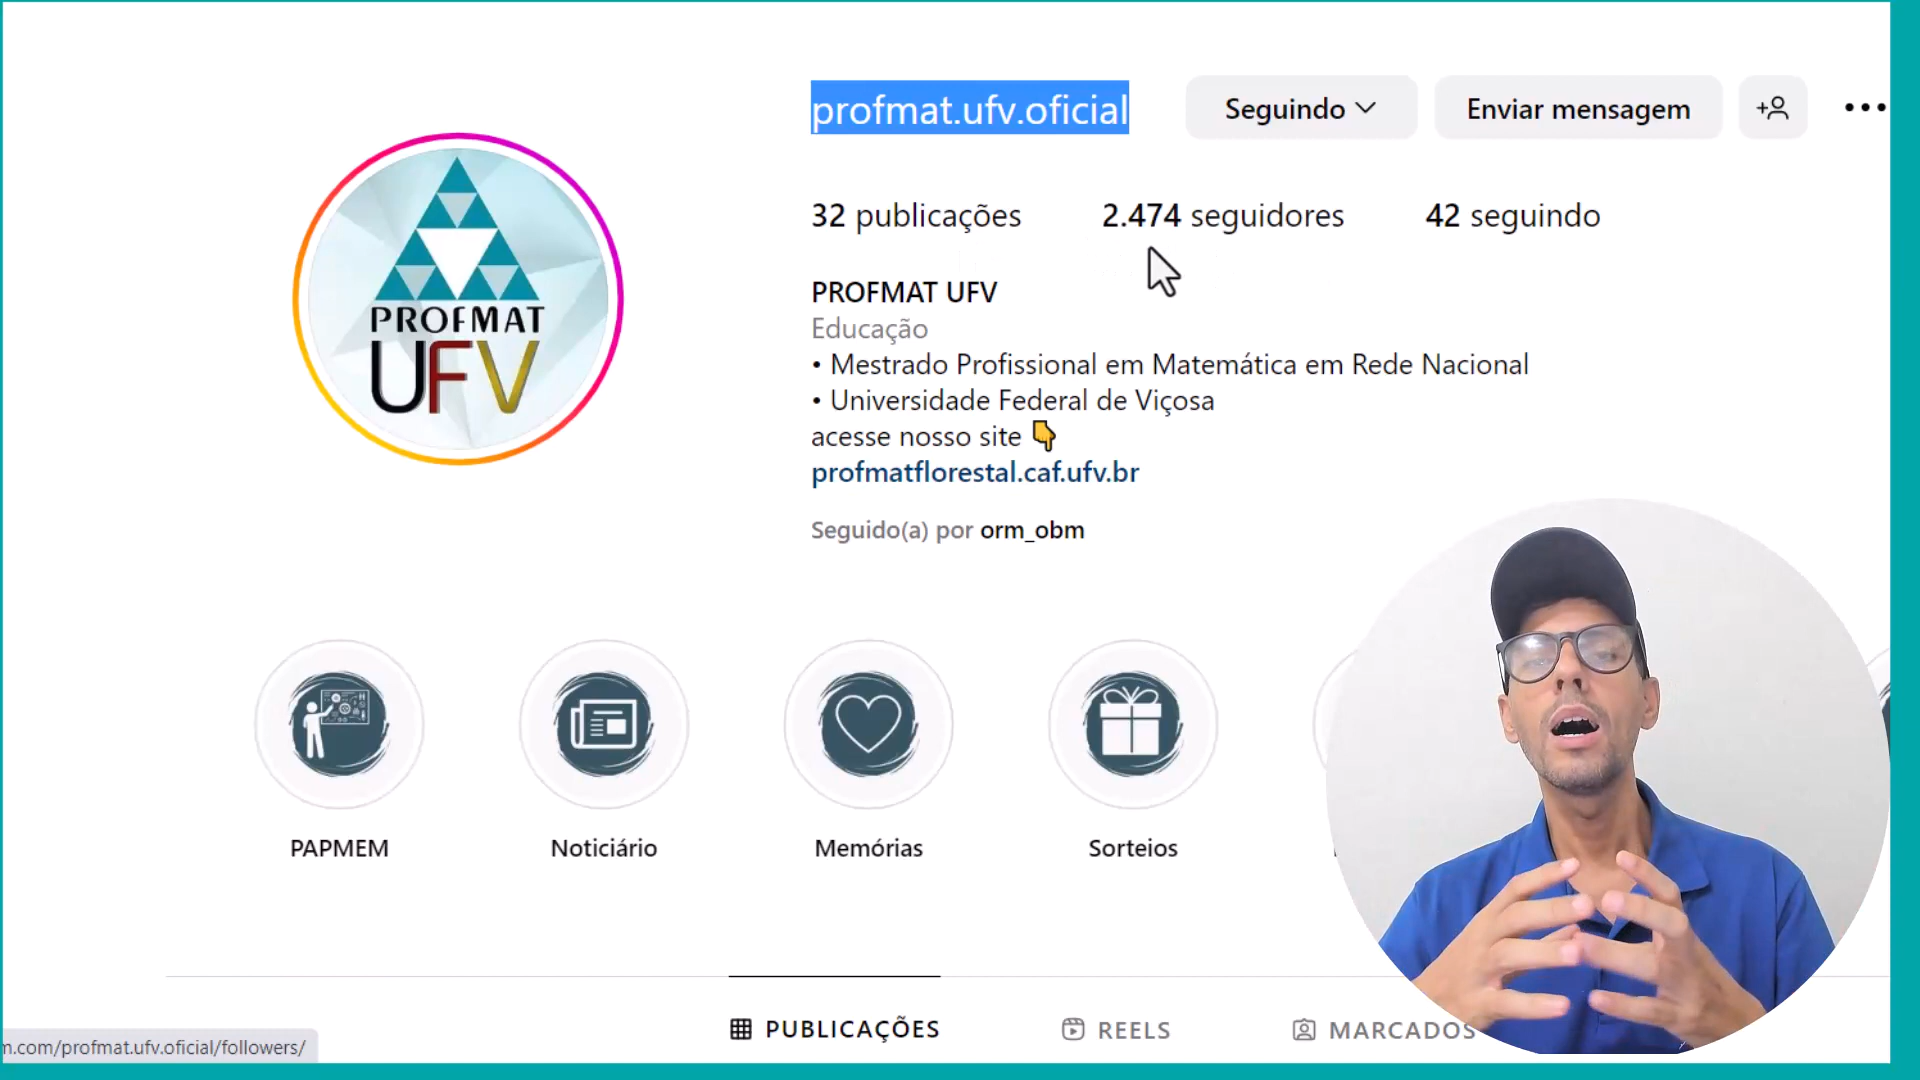 profmat.ufv.oficial
Seguindo
Enviar mensagem
32 publicações
2.474 seguidores
42 seguindo
PROFMAT
UFV
PROFMAT UFV
Educação
• Mestrado Profissional em Matemática em Rede Nacional
• Universidade Federal de Viçosa
acesse nosso site 👇
profmatflorestal.caf.ufv.br
Seguido(a) por orm_obm
PAPMEM
Noticiário
Memórias
Sorteios
PUBLICAÇÕES
REELS
MARCADOS
m.com/profmat.ufv.oficial/followers/